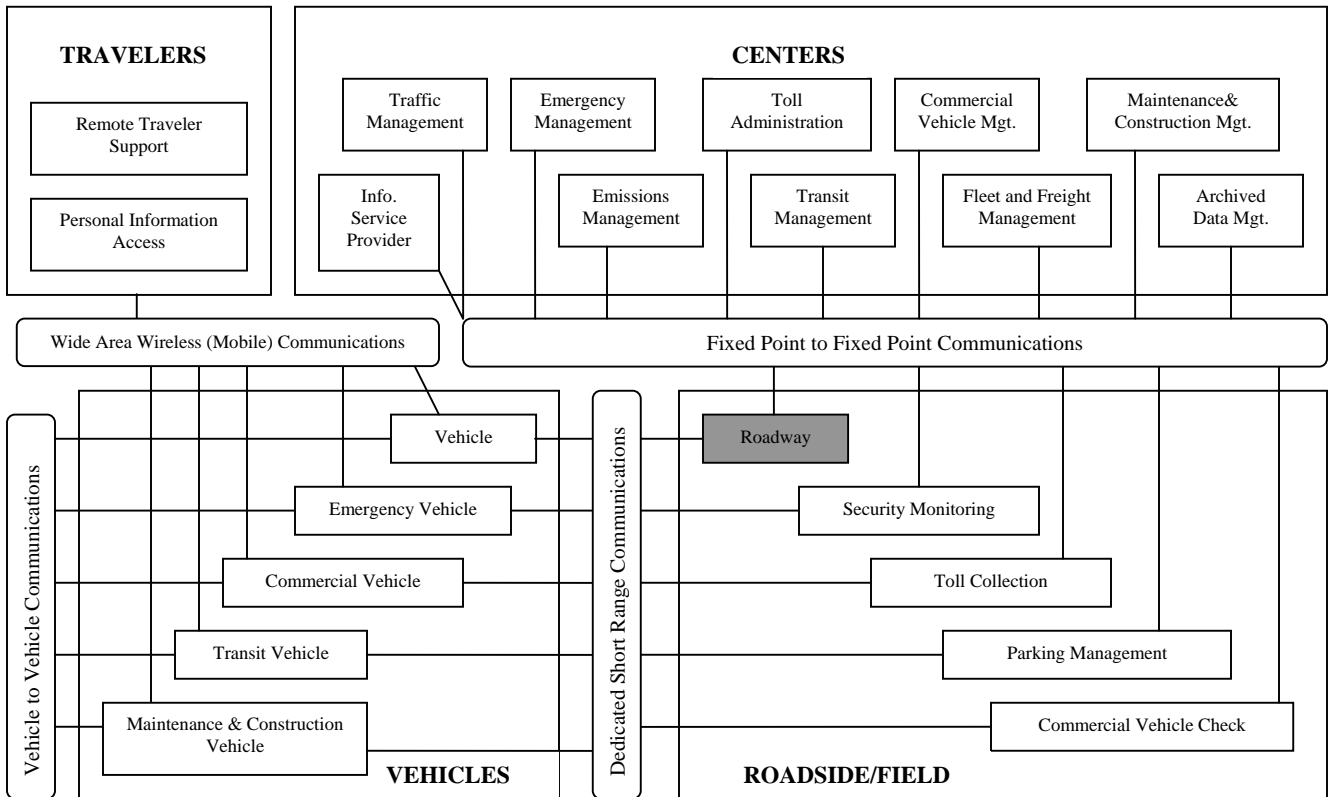 TRAVELERS
Remote Traveler
Support
Personal Information
Access
CENTERS
Traffic
Management
Emergency
Management
Toll
Administration
Commercial
Vehicle Mgt.
Maintenance&
Construction Mgt.
Info.
Service
Provider
Emissions
Management
Transit
Management
Fleet and Freight
Management
Archived
Data Mgt.
Wide Area Wireless (Mobile) Communications
Fixed Point to Fixed Point Communications
Vehicle to Vehicle Communications
Vehicle
Emergency Vehicle
Commercial Vehicle
Transit Vehicle
Maintenance & Construction
Vehicle
VEHICLES
Dedicated Short Range Communications
Roadway
Security Monitoring
Toll Collection
Parking Management
Commercial Vehicle Check
ROADSIDE/FIELD